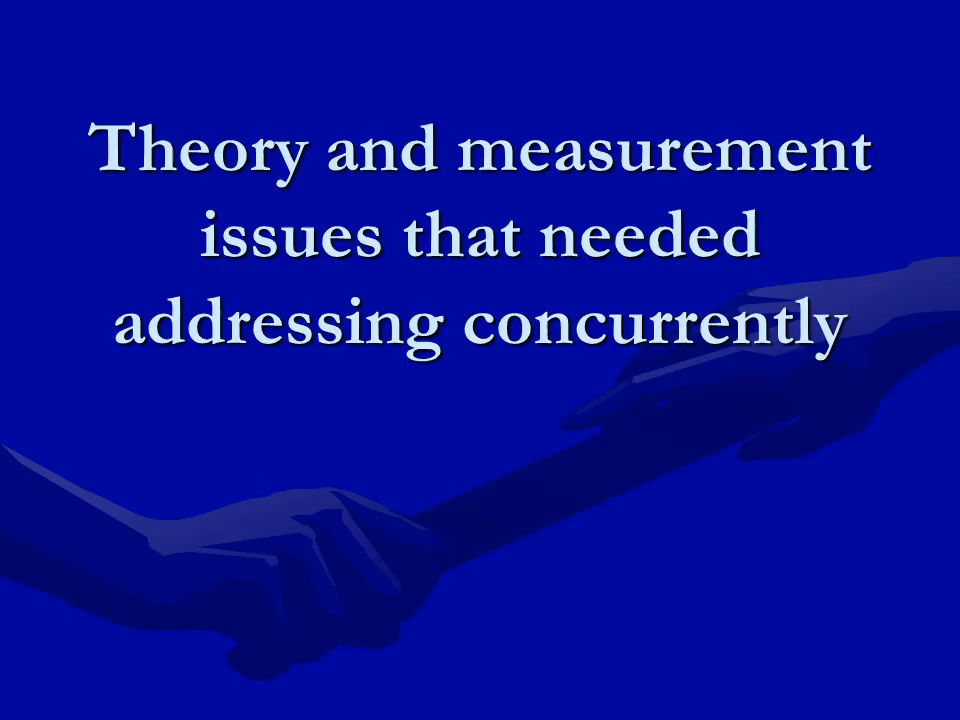 Theory and measurement
issues that needed
addressing concurrently